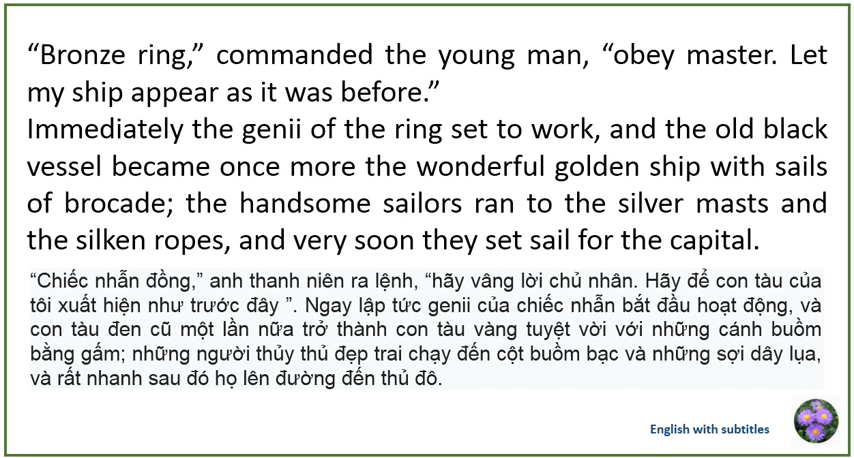 “Bronze ring,” commanded the young man, “obey master. Let
my ship appear as it was before.”
Immediately the genii of the ring set to work, and the old black
vessel became once more the wonderful golden ship with sails
of brocade; the handsome sailors ran to the silver masts and
the silken ropes, and very soon they set sail for the capital.
“Chiếc nhẫn đồng,” anh thanh niên ra lệnh, “hãy vâng lời chủ nhân. Hãy để con tàu của
tôi xuất hiện như trước đây ”. Ngay lập tức genii của chiếc nhẫn bắt đầu hoạt động, và
con tàu đen cũ một lần nữa trở thành con tàu vàng tuyệt vời với những cánh buồm
bằng gấm; những người thủy thủ đẹp trai chạy đến cột buồm bạc và những sợi dây lụa,
và rất nhanh sau đó họ lên đường đến thủ đô.
English with subtitles